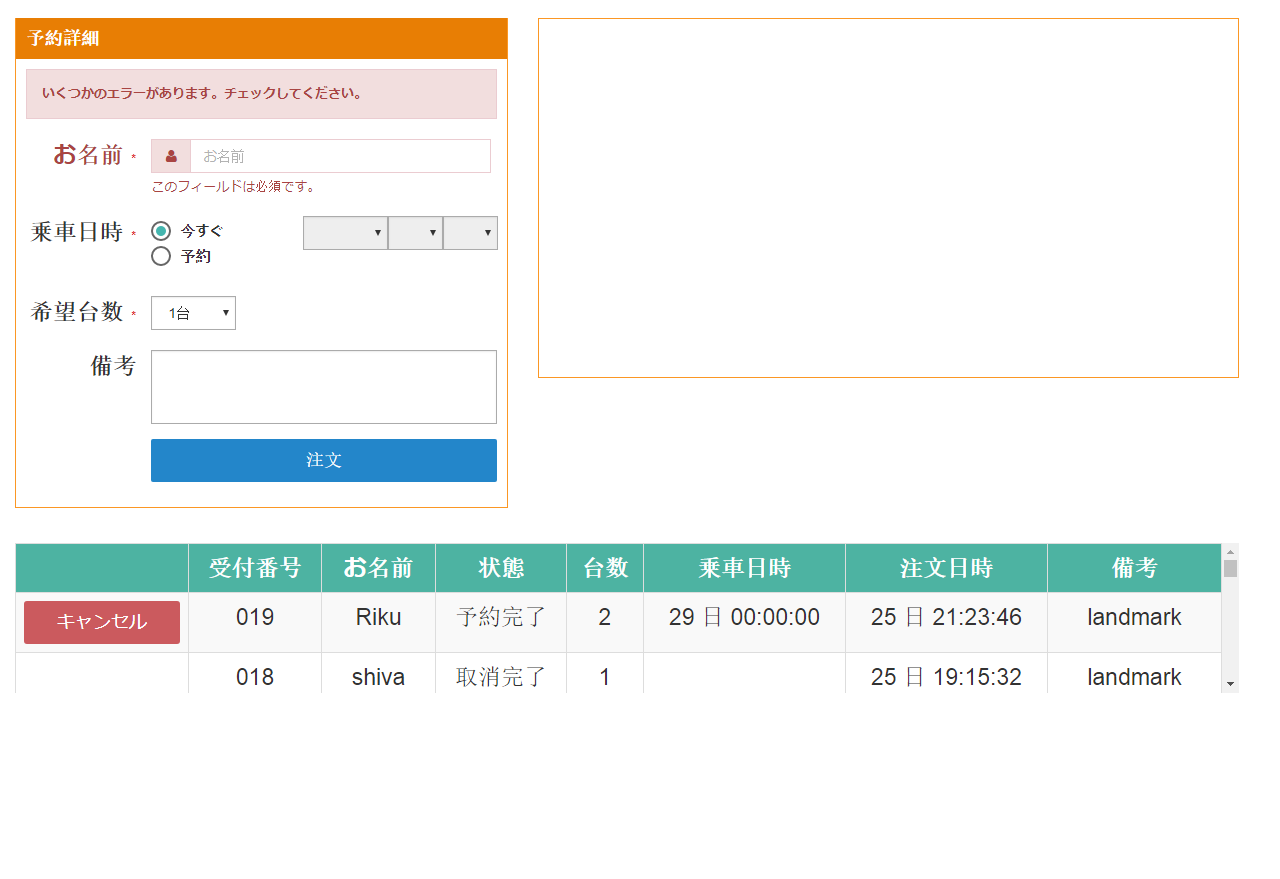 予約詳細
いくつかのエラーがあります。チェックしてください。
お名前 * お名前
このフィールドは必須です。
乗車日時 * 今すぐ
予約
希望台数 * 1台
備考
注文
受付番号 お名前 状態 台数 乗車日時 注文日時 備考
キャンセル 019 Riku 予約完了 2 29 日 00:00:00 25 日 21:23:46 landmark
018 shiva 取消完了 1 25 日 19:15:32 landmark